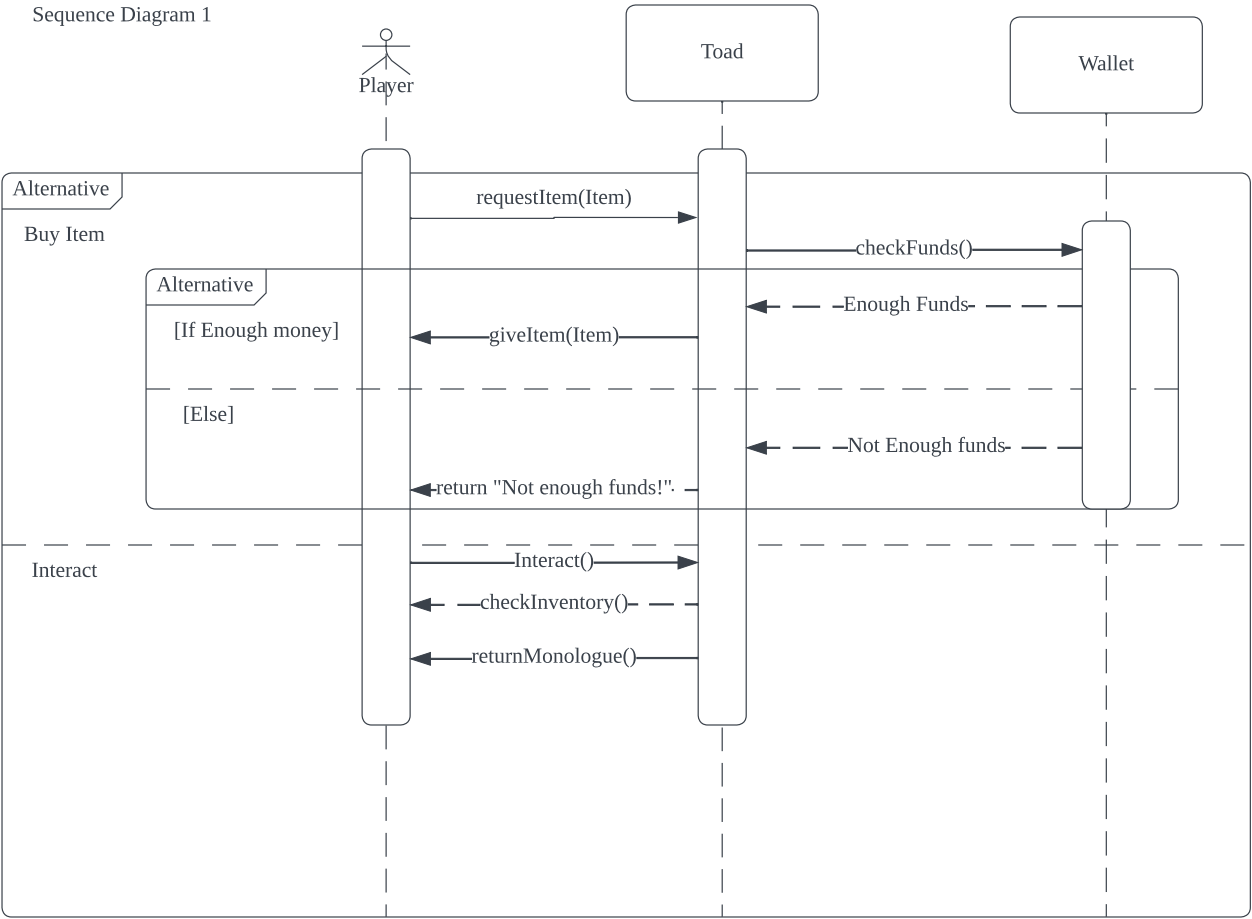 Sequence Diagram 1
Player
Toad
Wallet
Alternative
Buy Item
requestItem(Item)
checkFunds()
Alternative
[If Enough money]
Enough Funds
giveItem(Item)
[Else]
Not Enough funds
return "Not enough funds!"
Interact
Interact()
checkInventory()
returnMonologue()